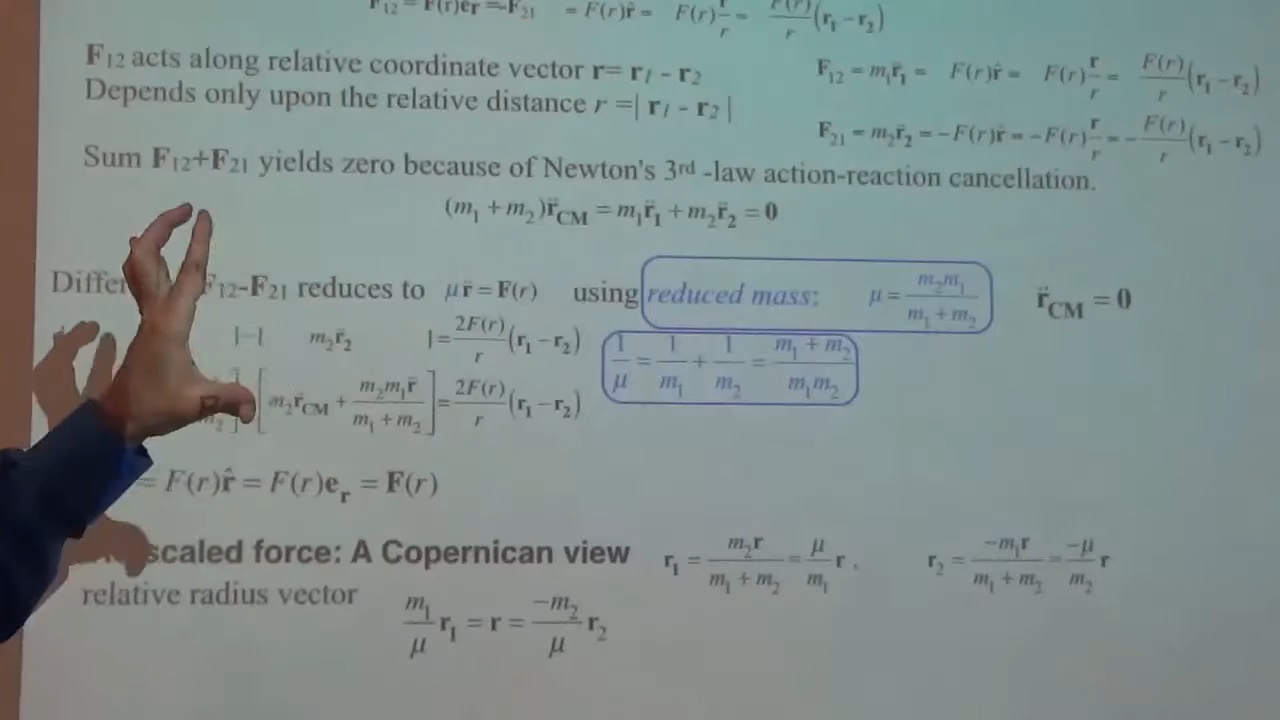 F₁₂ = F(r)eᵣ = -F₂₁ = F(r)r̂ = F(r) r/r = F(r)/r (r₁ - r₂)
F₁₂ acts along relative coordinate vector r = r₁ - r₂
Depends only upon the relative distance r =| r₁ - r₂ |
F₁₂ = m₁r̈₁ = F(r)r̂ = F(r) r/r = F(r)/r (r₁ - r₂)
F₂₁ = m₂r̈₂ = -F(r)r̂ = -F(r) r/r = - F(r)/r (r₁ - r₂)
Sum F₁₂+F₂₁ yields zero because of Newton's 3rd -law action-reaction cancellation.
(m₁ + m₂)r̈CM = m₁r̈₁ + m₂r̈₂ = 0
F₁₂-F₂₁ reduces to μr̈ = F(r) using reduced mass: μ = m₂m₁/(m₁ + m₂) r̈CM = 0
|-| m₂r̈₂ |= 2F(r)/r (r₁ - r₂)
1/μ = 1/m₁ + 1/m₂ = (m₁ + m₂)/(m₁m₂)
[m₂r̈CM + m₂m₁r̈/(m₁ + m₂)] = 2F(r)/r (r₁ - r₂)
= F(r)r̂ = F(r)eᵣ = F(r)
scaled force: A Copernican view
r₁ = m₂r/(m₁ + m₂) = μ/m₁ r , r₂ = -m₁r/(m₁ + m₂) = -μ/m₂ r
relative radius vector
m₁/μ r₁ = r = -m₂/μ r₂